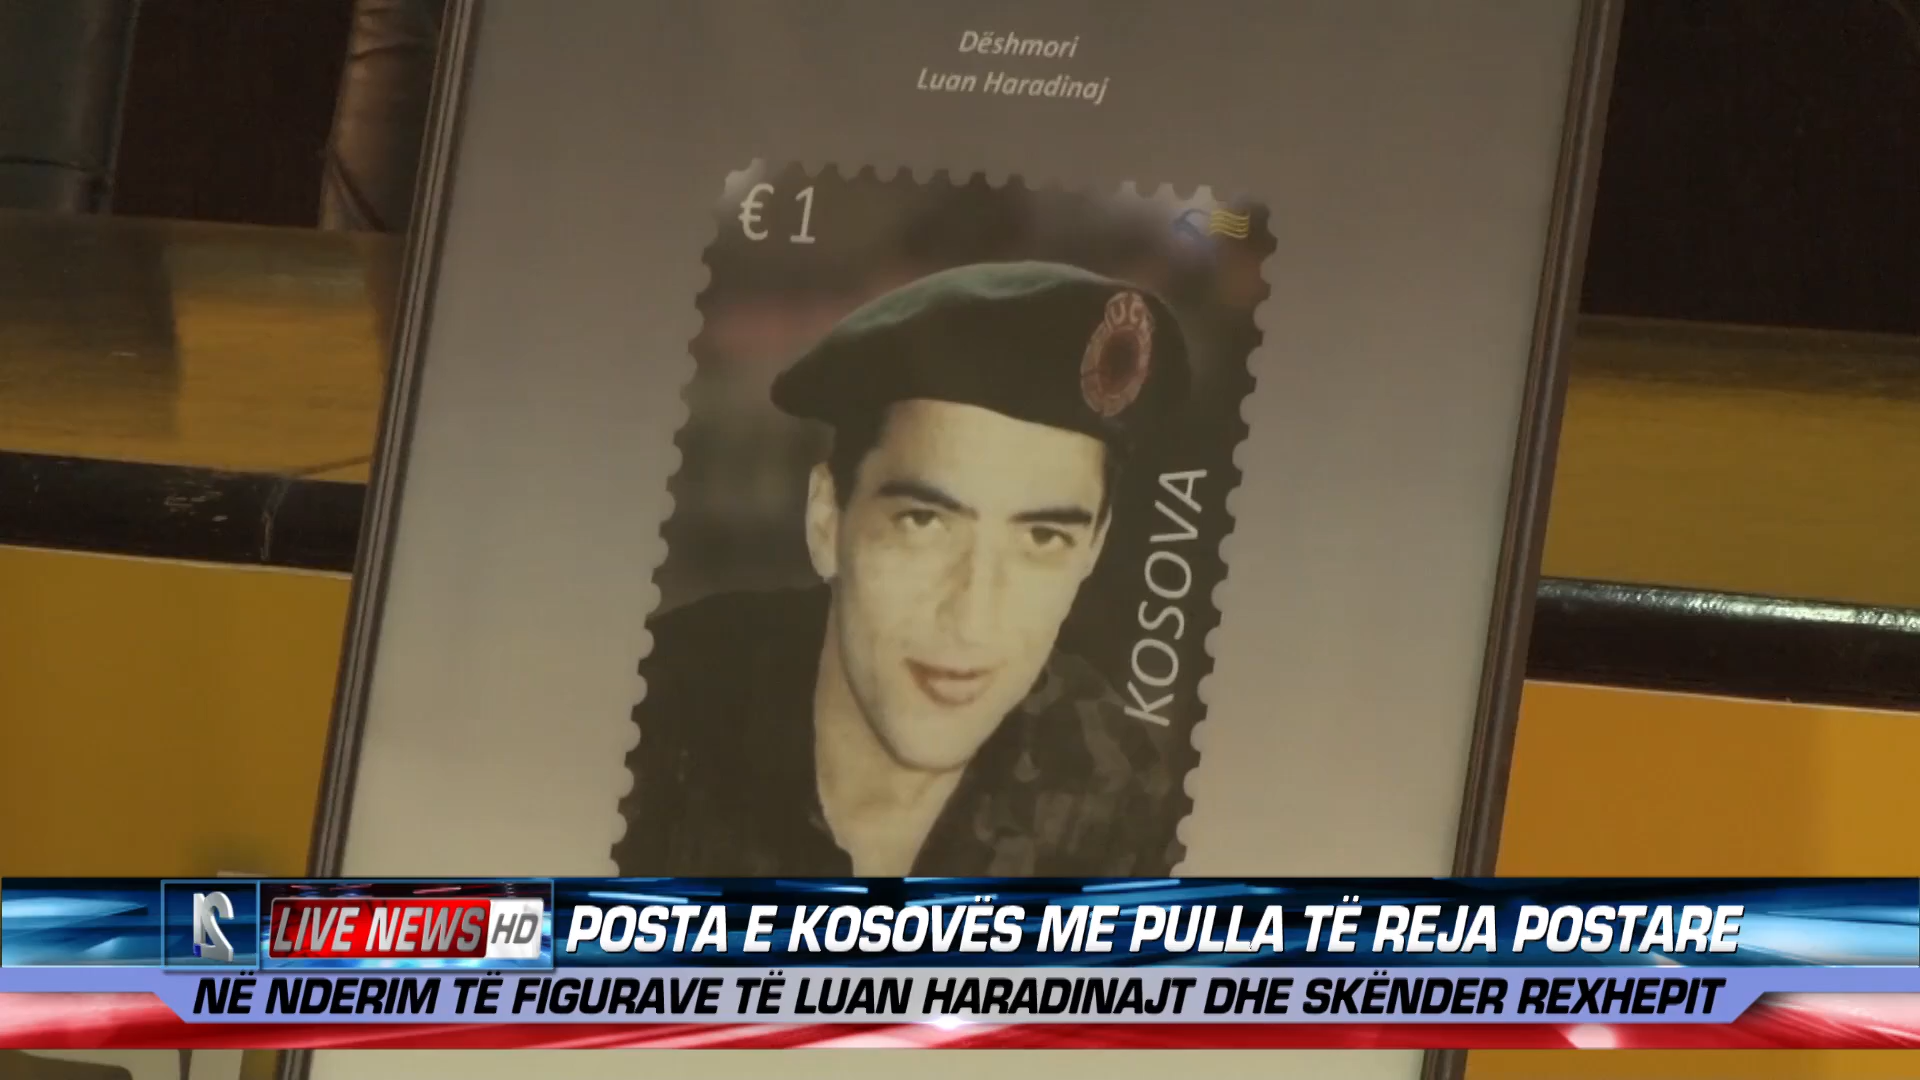 Dëshmori
Luan Haradinaj
€ 1
UÇK
KOSOVA
LIVE NEWS HD
POSTA E KOSOVËS ME PULLA TË REJA POSTARE
NË NDERIM TË FIGURAVE TË LUAN HARADINAJT DHE SKËNDER REXHEPIT